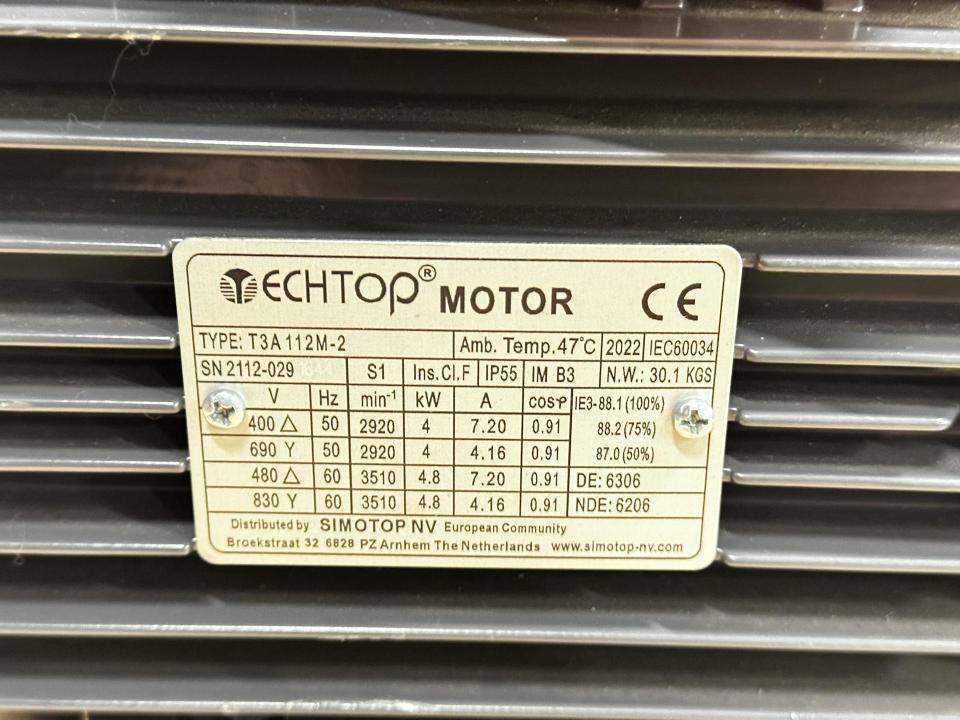 TECHTOP® MOTOR CE
TYPE: T3A 112M-2 Amb. Temp. 47°C 2022 IEC60034
SN 2112-029 S1 Ins.Cl.F IP55 IM B3 N.W.: 30.1 KGS
V Hz min⁻¹ kW A cosφ IE3-88.1 (100%)
400 △ 50 2920 4 7.20 0.91 88.2 (75%)
690 Y 50 2920 4 4.16 0.91 87.0 (50%)
480 △ 60 3510 4.8 7.20 0.91 DE: 6306
830 Y 60 3510 4.8 4.16 0.91 NDE: 6206
Distributed by SIMOTOP NV European Community
Broekstraat 32 6828 PZ Arnhem The Netherlands www.simotop-nv.com